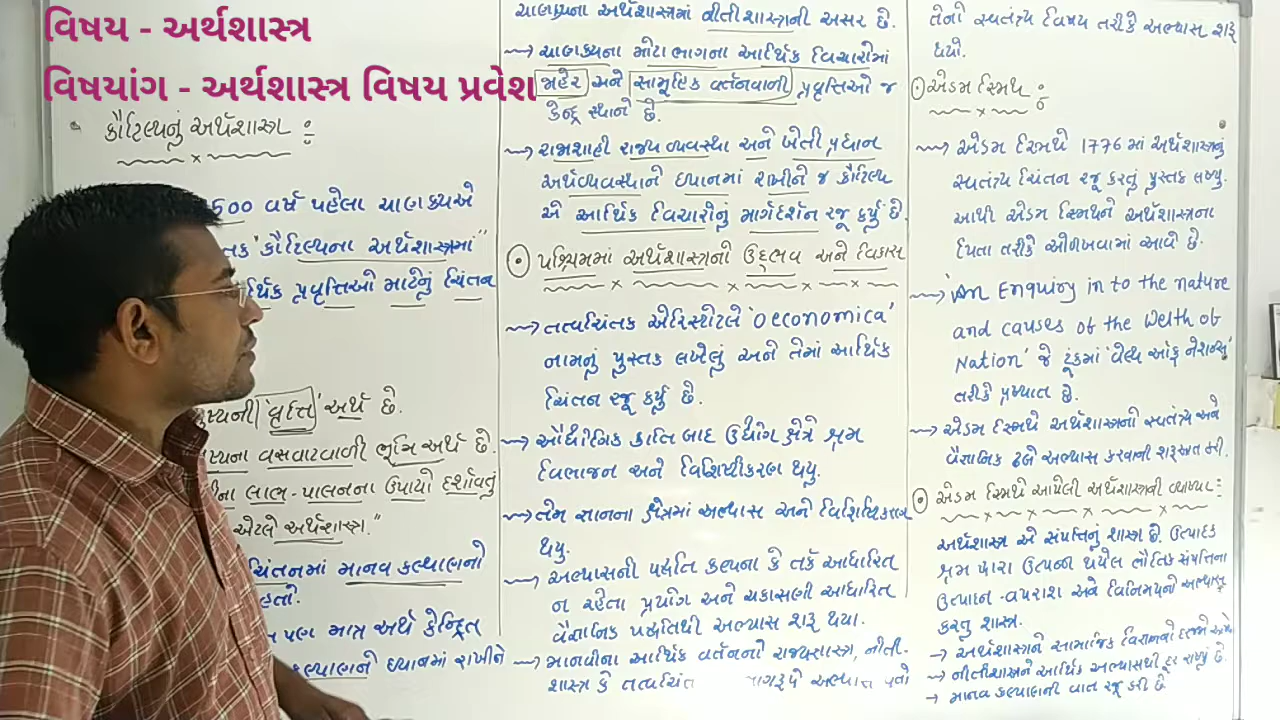 વિષય - અર્થશાસ્ત્ર
વિષયાંગ - અર્થશાસ્ત્ર વિષય પ્રવેશ
કૌટિલ્યનું અર્થશાસ્ત્ર :
500 વર્ષ પહેલા ચાણક્યએ
"કૌટિલ્યના અર્થશાસ્ત્રમાં"
પ્રવૃત્તિઓ માટેનું ચિંતન
'વૃત્તિ' અર્થ છે.
વસવાટવાળી ભૂમિ અર્થ છે.
લાભ-પાલનના ઉપાયો દર્શાવતું
એટલે અર્થશાસ્ત્ર."
ચિંતનમાં માનવ કલ્યાણનો
હતો.
પણ માત્ર અર્થ કેન્દ્રિત
કલ્યાણને ધ્યાનમાં રાખીને
ચાણક્યના અર્થશાસ્ત્રમાં નીતીશાસ્ત્રની અસર છે.
ચાણક્યના મોટા ભાગના આર્થિક વિચારોમાં
જાહેર અને સામૂહિક વર્તનવાની પ્રવૃત્તિઓ જ
કેન્દ્ર સ્થાને છે.
રાજાશાહી રાજ્ય વ્યવસ્થા અને ખેતી પ્રધાન
અર્થવ્યવસ્થાને ધ્યાનમાં રાખીને જ કૌટિલ્ય
એ આર્થિક વિચારોનું માર્ગદર્શન રજૂ કર્યું છે.
પશ્ચિમમાં અર્થશાસ્ત્રનો ઉદ્ભવ અને વિકાસ
તત્વચિંતક એરિસ્ટોટલે 'Oeconomica'
નામનું પુસ્તક લખેલું અને તેમાં આર્થિક
ચિંતન રજૂ કર્યું છે.
ઔદ્યોગિક ક્રાંતિ બાદ ઉદ્યોગ ક્ષેત્રે શ્રમ
વિભાજન અને વિશિષ્ટીકરણ થયુ.
તેમ જ્ઞાનના ક્ષેત્રમાં અભ્યાસ અને વિશિષ્ટિકરણ
થયુ.
અભ્યાસની પધ્ધતિ કલ્પના કે તર્ક આધારિત
ન રહેતા પ્રયોગ અને ચકાસણી આધારિત
વૈજ્ઞાનિક પધ્ધતિથી અભ્યાસ શરૂ થયા.
માનવીના આર્થિક વર્તનનો રાજ્યશાસ્ત્ર, નીતી-
શાસ્ત્ર કે તત્વચિંત ભાગરૂપે અભ્યાસ થતો
તેનો સ્વતંત્ર્ય વિષય તરીકે અભ્યાસ શરૂ
થયો.
એડમ સ્મિથ :
એડમ સ્મિથે 1776 માં અર્થશાસ્ત્રનું
સ્વતંત્ર્ય ચિંતન રજૂ કરતું પુસ્તક લખ્યુ.
આથી એડમ સ્મિથને અર્થશાસ્ત્રના
પિતા તરીકે ઓળખવામાં આવે છે.
'An Enquiry in to the nature
and causes of the Welth of
Nation' જે ટૂંકમાં 'વેલ્થ ઑફ નેશન્સ'
તરીકે પ્રખ્યાત છે.
એડમ સ્મિથે અર્થશાસ્ત્રનો સ્વતંત્ર્ય અને
વૈજ્ઞાનિક ઢબે અભ્યાસ કરવાની શરૂઆત કરી.
એડમ સ્મિથે આપેલી અર્થશાસ્ત્રની વ્યાખ્યા :
અર્થશાસ્ત્ર એ સંપત્તિનું શાસ્ત્ર છે. ઉત્પાદક
શ્રમ દ્વારા ઉત્પન્ન થયેલ ભૌતિક સંપત્તિના
ઉત્પાદન-વપરાશ અને વિનિમયનો અભ્યાસ
કરતુ શાસ્ત્ર.
→ અર્થશાસ્ત્રને સામાજિક વિજ્ઞાનનો દરજ્જો
→ નીતીશાસ્ત્રને આર્થિક અભ્યાસથી દૂર રાખ્યું છે.
→ માનવ કલ્યાણની વાત રજૂ કરી છે